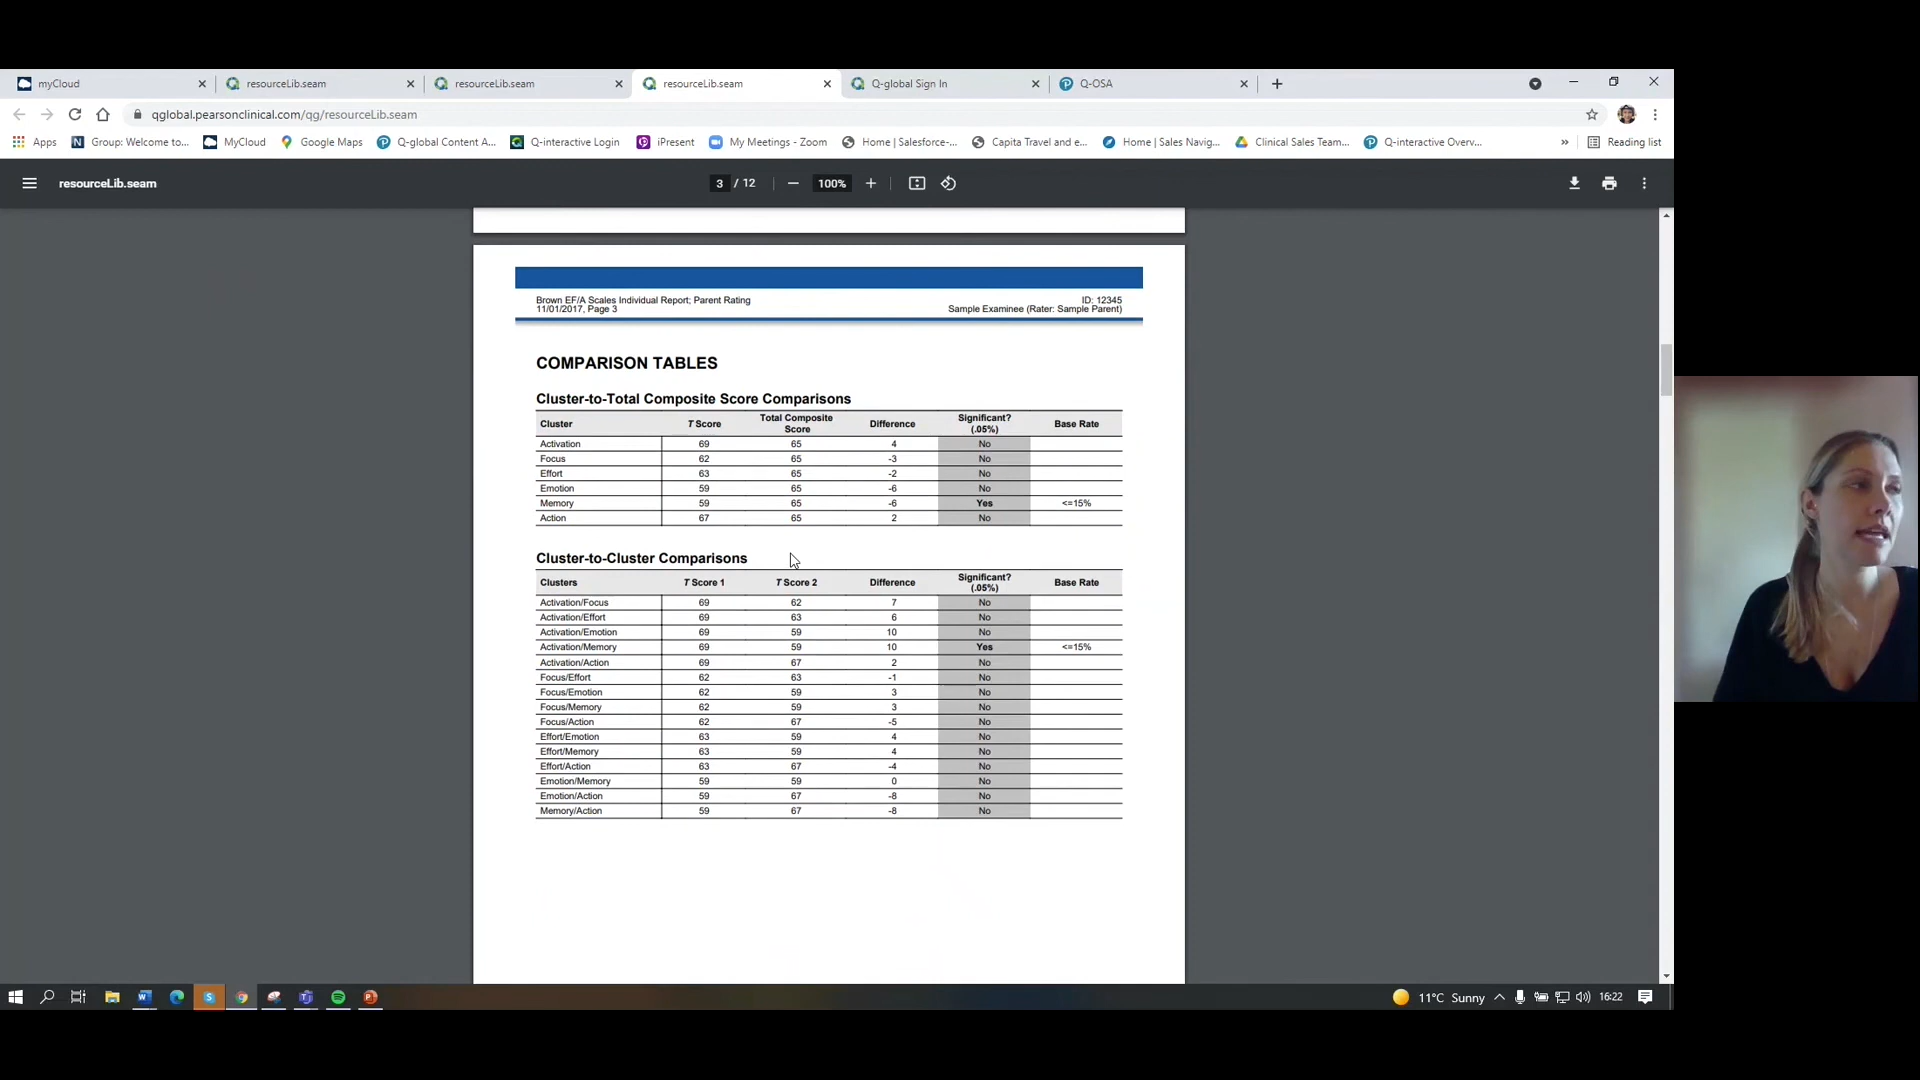 myCloud
resourceLib.seam
resourceLib.seam
resourceLib.seam
Q-global Sign In
Q-OSA
qglobal.pearsonclinical.com/qg/resourceLib.seam
Apps
Group: Welcome to...
MyCloud
Google Maps
Q-global Content A...
Q-interactive Login
iPresent
My Meetings - Zoom
Home | Salesforce-...
Capita Travel and e...
Home | Sales Navig...
Clinical Sales Team...
Q-interactive Overv...
»
Reading list
resourceLib.seam
3 / 12
100%
Brown EF/A Scales Individual Report; Parent Rating ID: 12345
11/01/2017, Page 3 Sample Examinee (Rater: Sample Parent)
COMPARISON TABLES
Cluster-to-Total Composite Score Comparisons
Cluster T Score Total Composite Score Difference Significant? (.05%) Base Rate
Activation 69 65 4 No
Focus 62 65 -3 No
Effort 63 65 -2 No
Emotion 59 65 -6 No
Memory 59 65 -6 Yes <=15%
Action 67 65 2 No
Cluster-to-Cluster Comparisons
Clusters T Score 1 T Score 2 Difference Significant? (.05%) Base Rate
Activation/Focus 69 62 7 No
Activation/Effort 69 63 6 No
Activation/Emotion 69 59 10 No
Activation/Memory 69 59 10 Yes <=15%
Activation/Action 69 67 2 No
Focus/Effort 62 63 -1 No
Focus/Emotion 62 59 3 No
Focus/Memory 62 59 3 No
Focus/Action 62 67 -5 No
Effort/Emotion 63 59 4 No
Effort/Memory 63 59 4 No
Effort/Action 63 67 -4 No
Emotion/Memory 59 59 0 No
Emotion/Action 59 67 -8 No
Memory/Action 59 67 -8 No
11°C Sunny
16:22